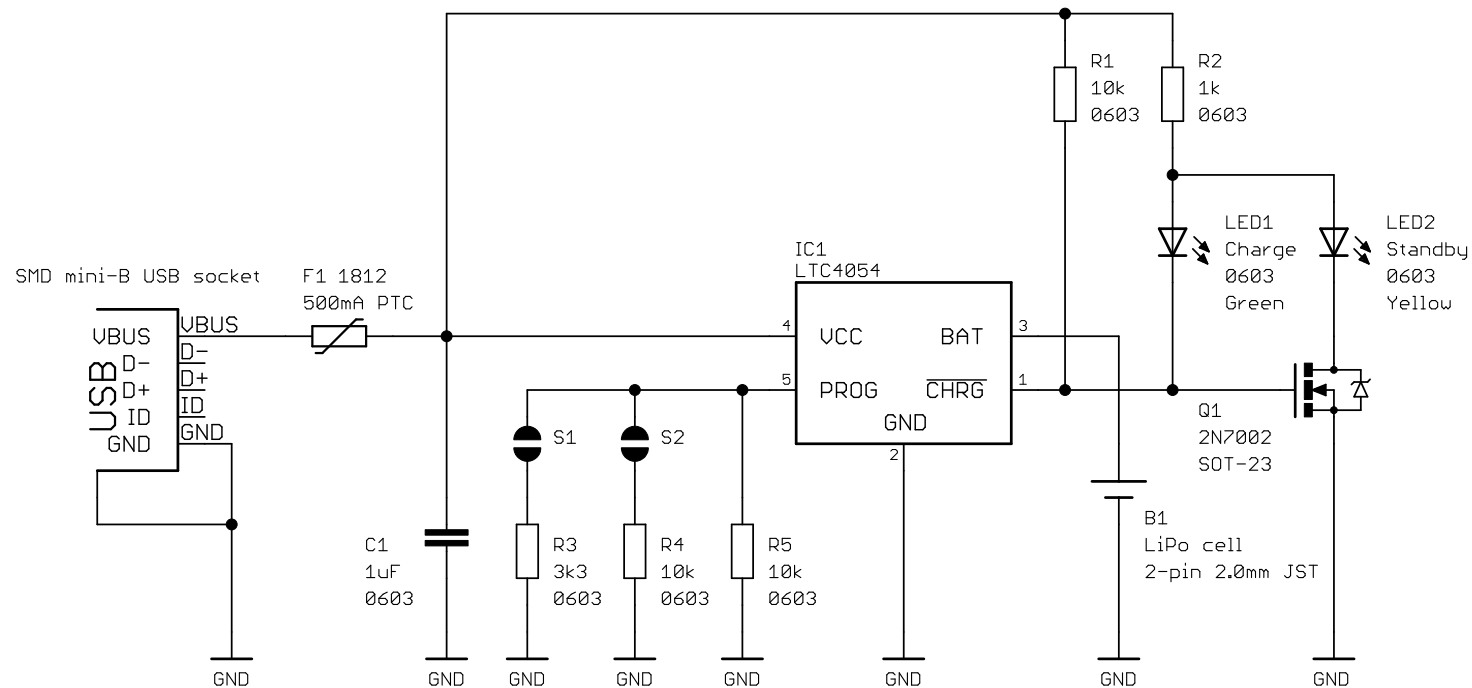 R1
10k
0603
R2
1k
0603
LED1
Charge
0603
Green
LED2
Standby
0603
Yellow
SMD mini-B USB socket
F1 1812
500mA PTC
IC1
LTC4054
USB
VBUS
D-
D+
ID
GND
VBUS
D-
D+
ID
GND
4
VCC
BAT
3
5
PROG
CHRG
1
GND
2
S1
S2
Q1
2N7002
SOT-23
C1
1uF
0603
R3
3k3
0603
R4
10k
0603
R5
10k
0603
B1
LiPo cell
2-pin 2.0mm JST
GND
GND
GND
GND
GND
GND
GND
GND